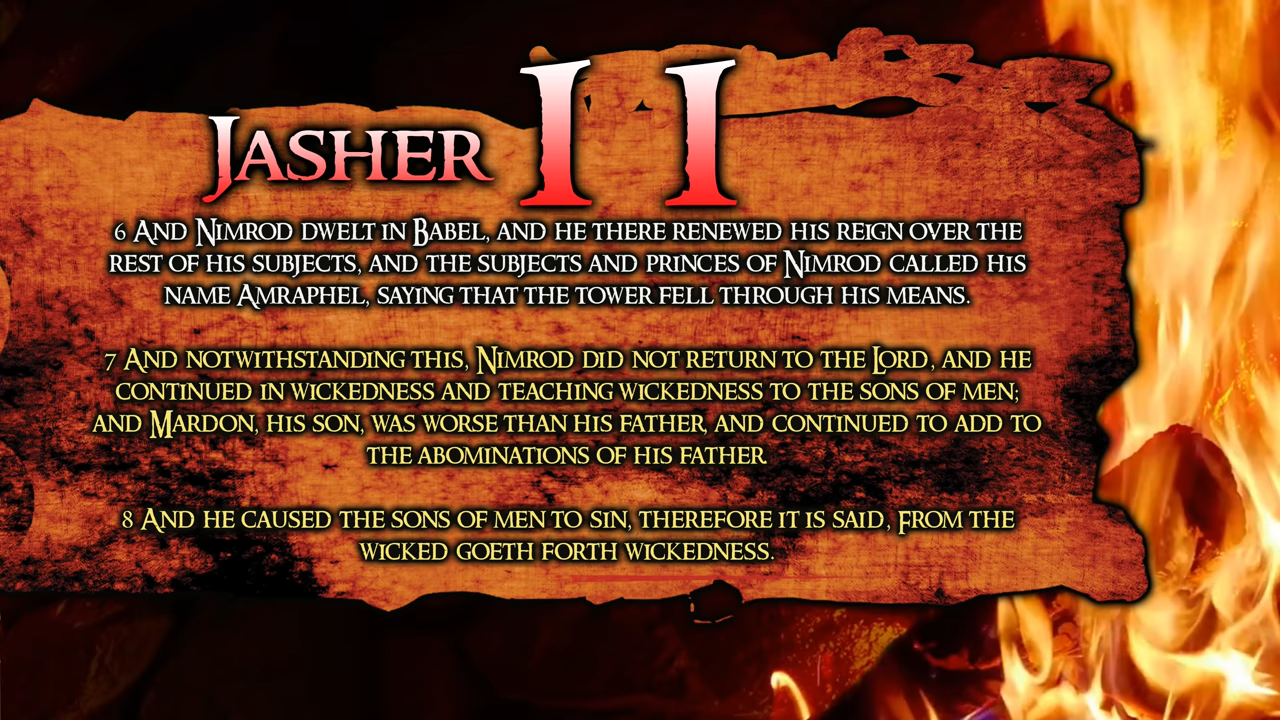 Jasher 11
6 And Nimrod dwelt in Babel, and he there renewed his reign over the
rest of his subjects, and the subjects and princes of Nimrod called his
name Amraphel, saying that the tower fell through his means.
7 And notwithstanding this, Nimrod did not return to the Lord, and he
continued in wickedness and teaching wickedness to the sons of men;
and Mardon, his son, was worse than his father, and continued to add to
the abominations of his father.
8 And he caused the sons of men to sin, therefore it is said, From the
wicked goeth forth wickedness.